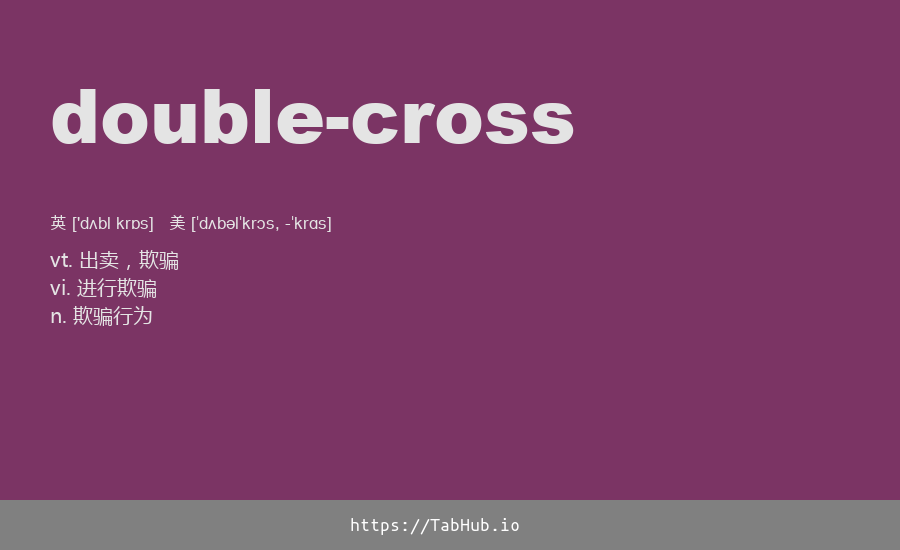 double-cross
英 ['dʌbl krɒs] 美 [ˈdʌbəlˈkrɔs, -ˈkrɑs]
vt. 出卖，欺骗
vi. 进行欺骗
n. 欺骗行为
https://TabHub.io